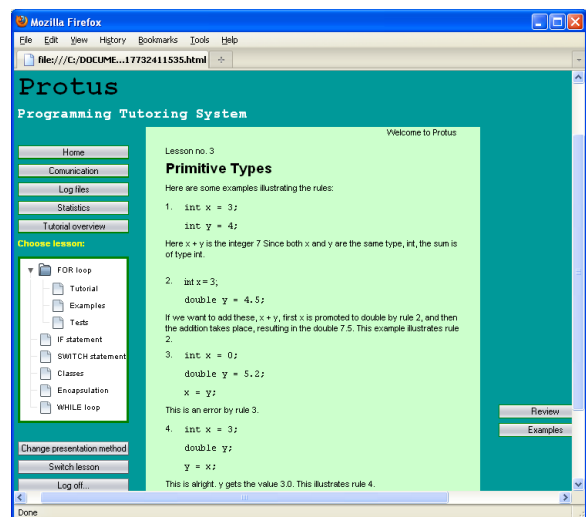 Mozilla Firefox
File Edit View History Bookmarks Tools Help
file:///C:/DOCUME...17732411535.html
Protus
Programming Tutoring System
Welcome to Protus
Home
Comunication
Log files
Statistics
Tutorial overview
Choose lesson:
FOR loop
Tutorial
Examples
Tests
IF statement
SWITCH statement
Classes
Encapsulation
WHILE loop
Change presentation method
Switch lesson
Log off...
Lesson no. 3
Primitive Types
Here are some examples illustrating the rules:
1. int x = 3;
int y = 4;
Here x + y is the integer 7 Since both x and y are the same type, int, the sum is
of type int.
2. int x = 3;
double y = 4.5;
If we want to add these, x + y, first x is promoted to double by rule 2, and then
the addition takes place, resulting in the double 7.5. This example illustrates rule
2.
3. int x = 0;
double y = 5.2;
x = y;
This is an error by rule 3.
4. int x = 3;
double y;
y = x;
This is alright. y gets the value 3.0. This illustrates rule 4.
Review
Examples
Done